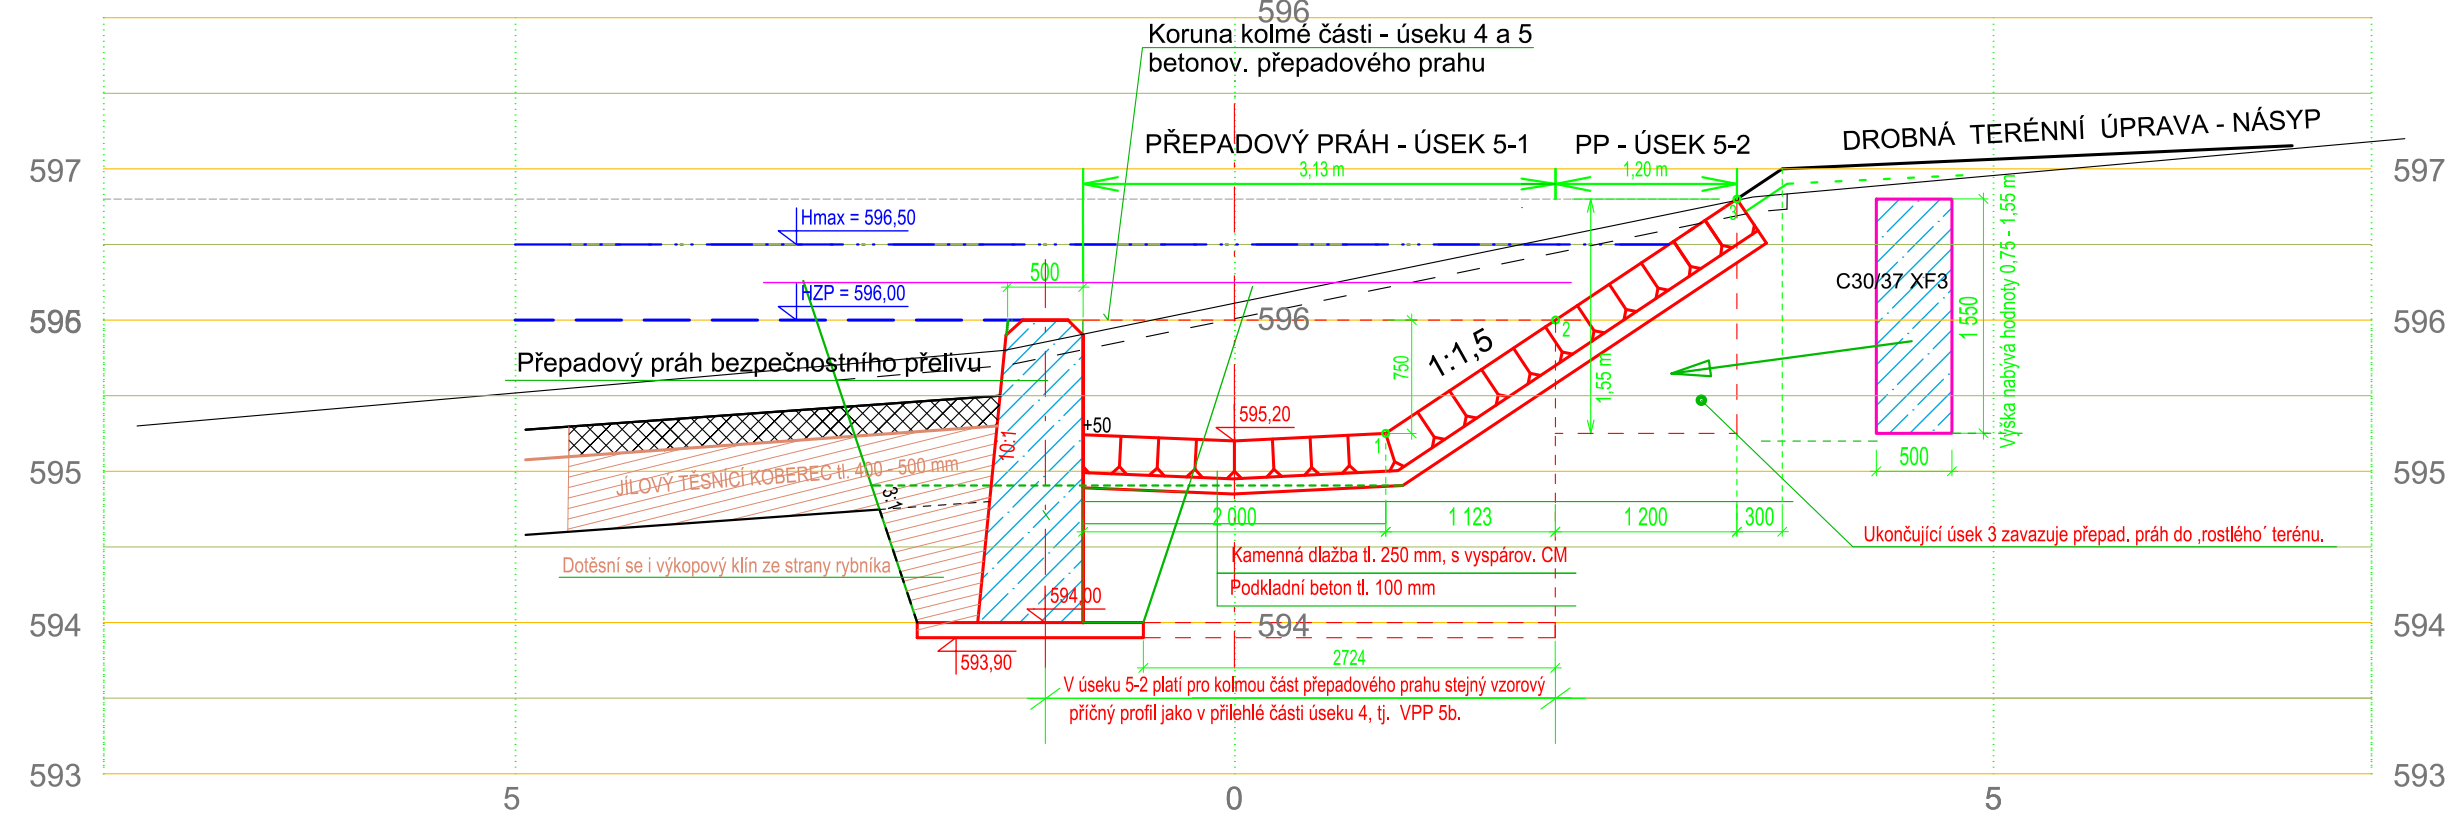 596
Koruna kolmé části - úseku 4 a 5
betonov. přepadového prahu
PŘEPADOVÝ PRÁH - ÚSEK 5-1
PP - ÚSEK 5-2
DROBNÁ TERÉNNÍ ÚPRAVA - NÁSYP
597
3,13 m
1,20 m
597
Hmax = 596,50
3
500
HZP = 596,00
C30/37 XF3
1 550
Výška nabývá hodnoty 0,75 - 1,55 m
596
596
2
596
1:1,5
750
1,55 m
Přepadový práh bezpečnostního přelivu
595,20
+50
1
10:1
500
595
JÍLOVÝ TĚSNÍCÍ KOBEREC tl. 400 - 500 mm
595
3:1
2 000
1 123
1 200
300
Ukončující úsek 3 zavazuje přepad. práh do ,rostlého´ terénu.
Kamenná dlažba tl. 250 mm, s vyspárov. CM
Dotěsní se i výkopový klín ze strany rybníka
Podkladní beton tl. 100 mm
594,00
594
594
594
593,90
2724
V úseku 5-2 platí pro kolmou část přepadového prahu stejný vzorový
příčný profil jako v přilehlé části úseku 4, tj. VPP 5b.
593
593
5
0
5